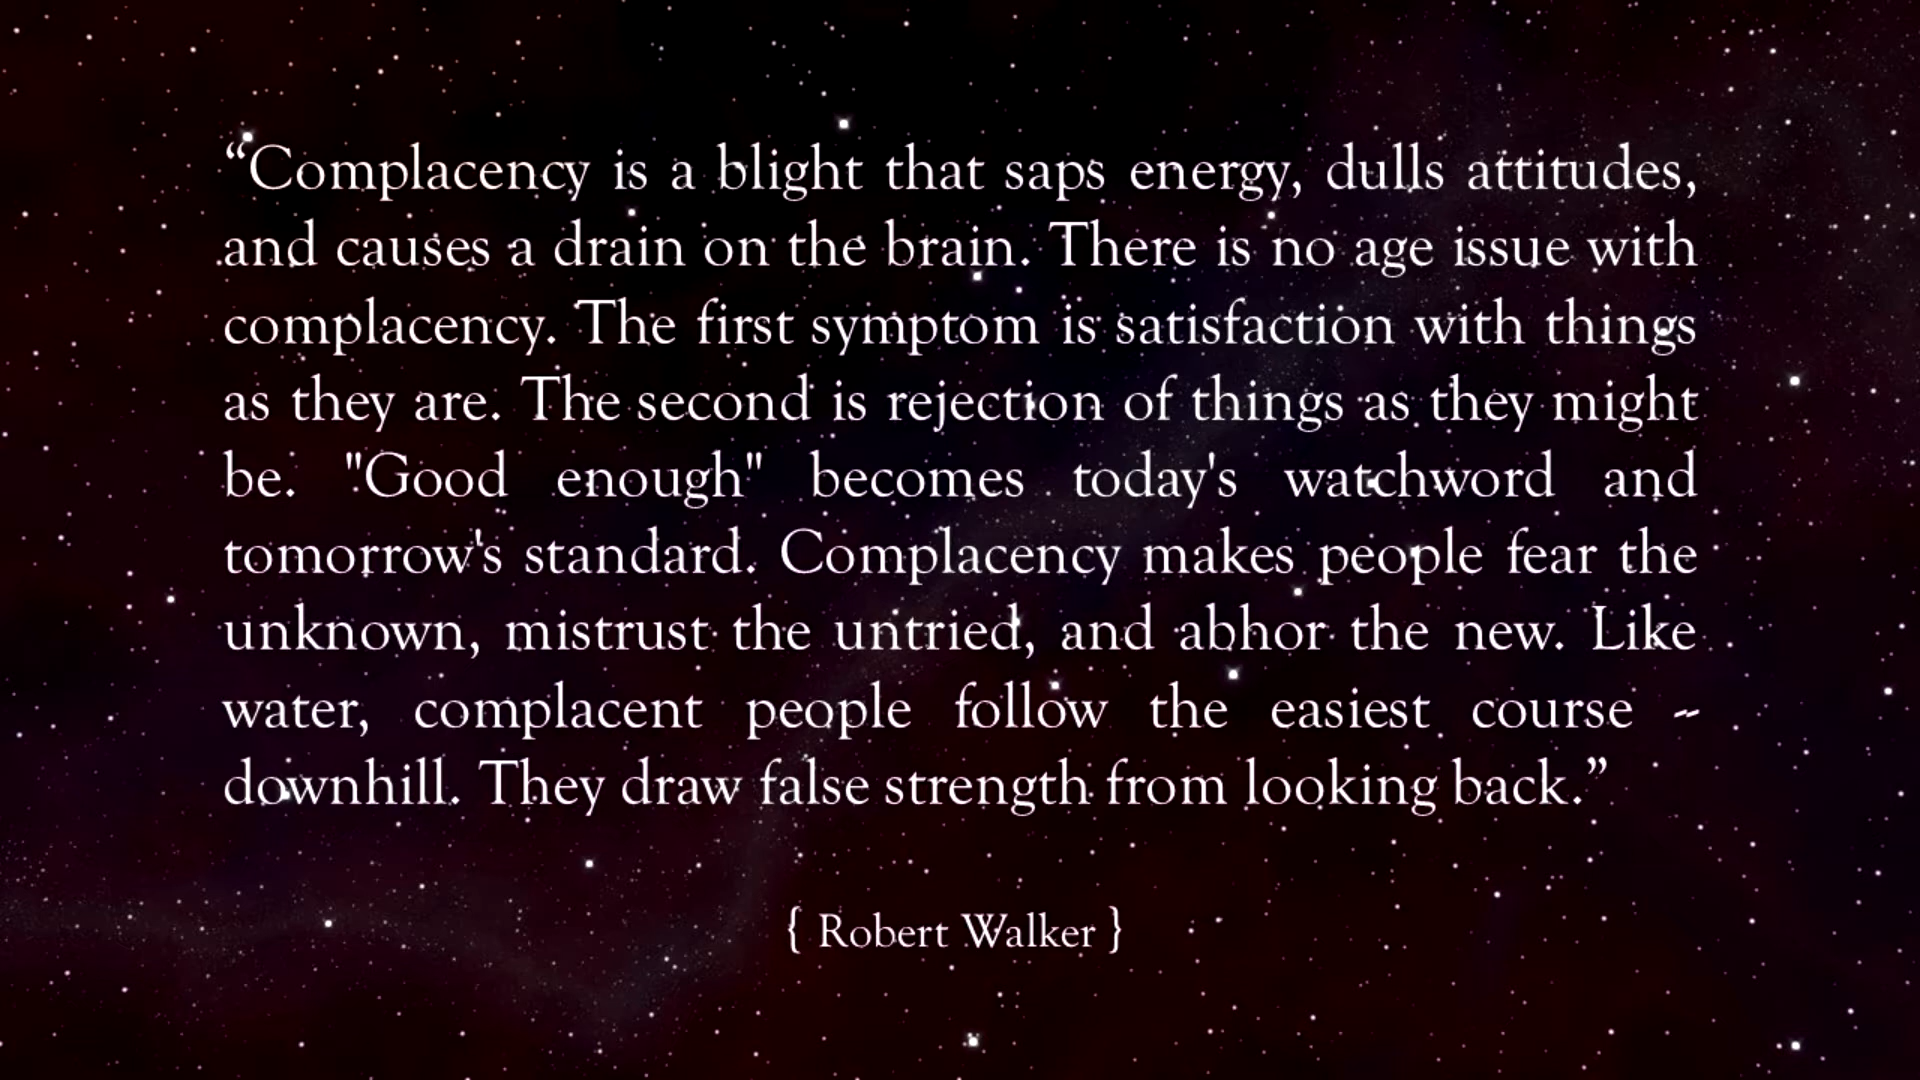 “Complacency is a blight that saps energy, dulls attitudes,
and causes a drain on the brain. There is no age issue with
complacency. The first symptom is satisfaction with things
as they are. The second is rejection of things as they might
be. "Good enough" becomes today's watchword and
tomorrow's standard. Complacency makes people fear the
unknown, mistrust the untried, and abhor the new. Like
water, complacent people follow the easiest course --
downhill. They draw false strength from looking back.”
{ Robert Walker }